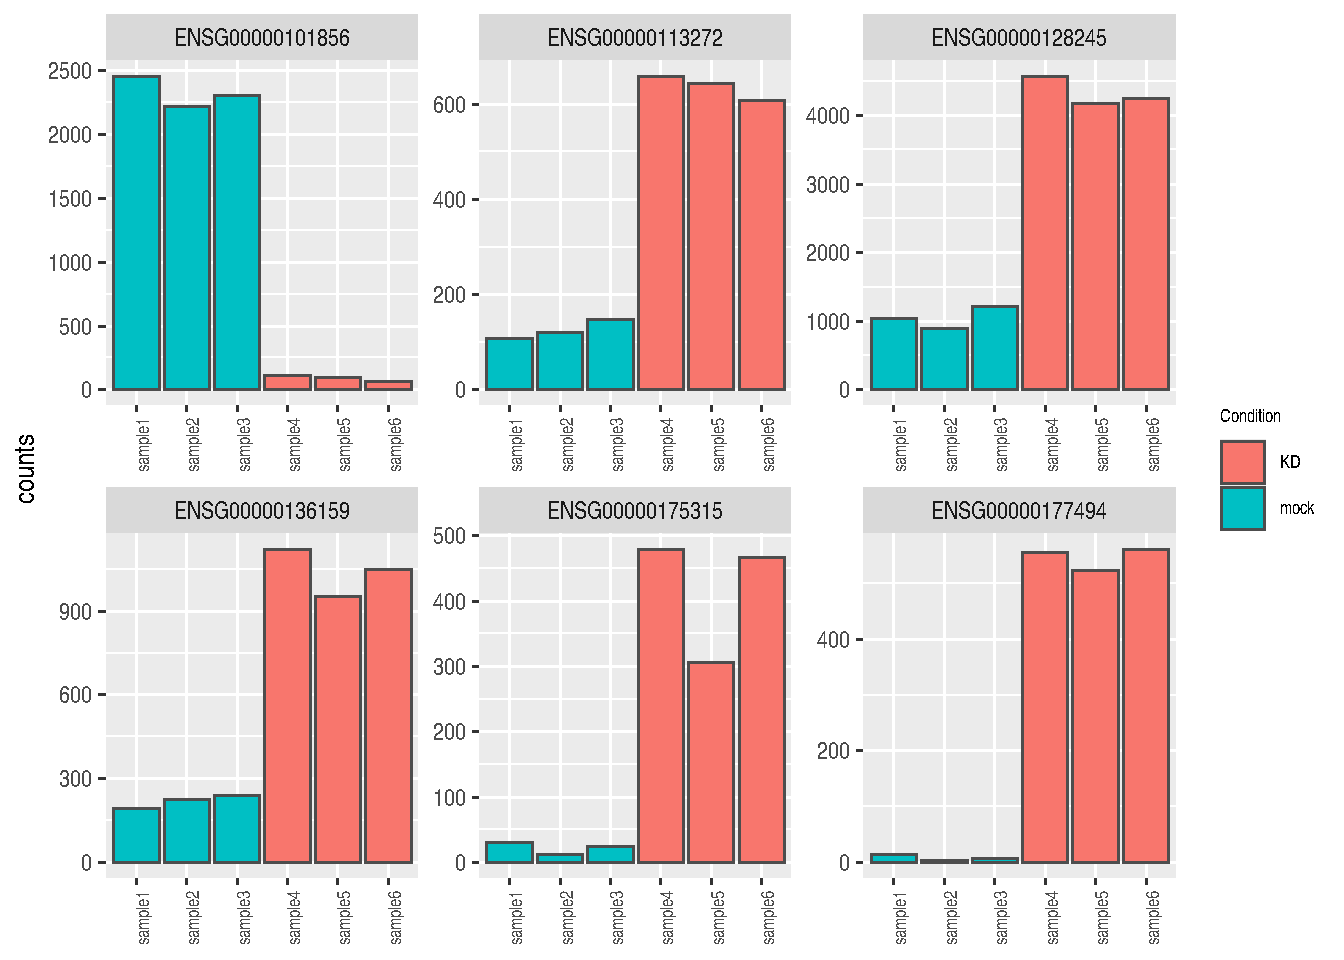 counts
ENSG00000101856
2500
2000
1500
1000
500
0
sample1
sample2
sample3
sample4
sample5
sample6
ENSG00000113272
600
400
200
0
sample1
sample2
sample3
sample4
sample5
sample6
ENSG00000128245
4000
3000
2000
1000
0
sample1
sample2
sample3
sample4
sample5
sample6
ENSG00000136159
900
600
300
0
sample1
sample2
sample3
sample4
sample5
sample6
ENSG00000175315
500
400
300
200
100
0
sample1
sample2
sample3
sample4
sample5
sample6
ENSG00000177494
400
200
0
sample1
sample2
sample3
sample4
sample5
sample6
Condition
KD
mock